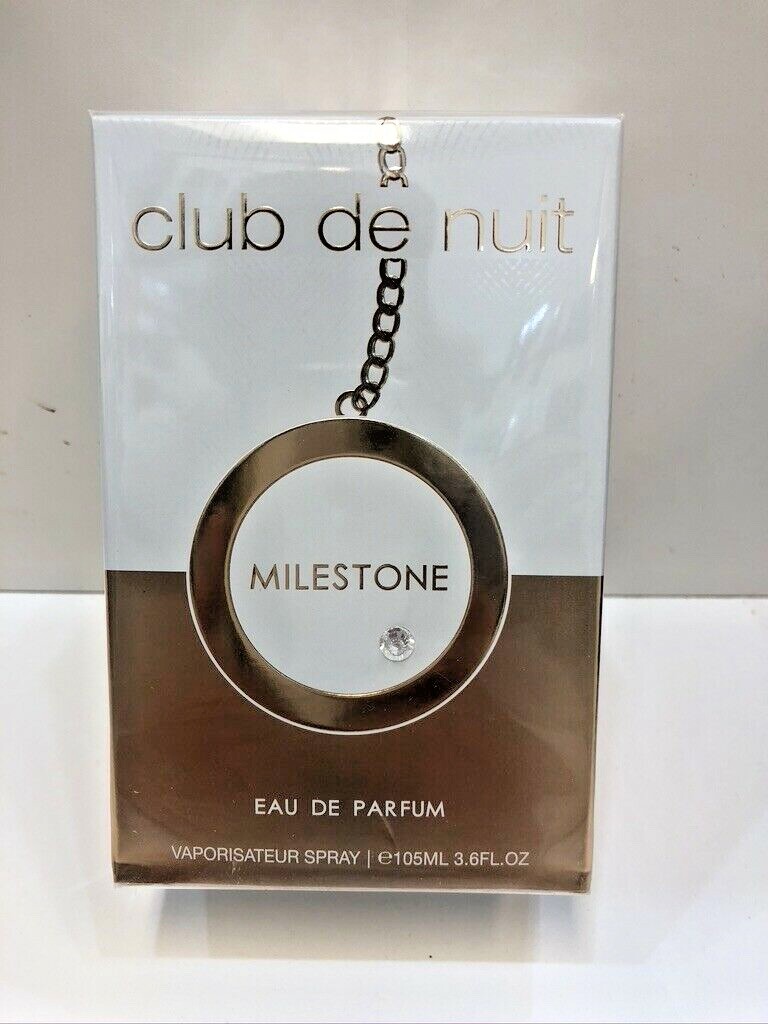 club de nuit
MILESTONE
EAU DE PARFUM
VAPORISATEUR SPRAY | ℮105ML 3.6FL.OZ